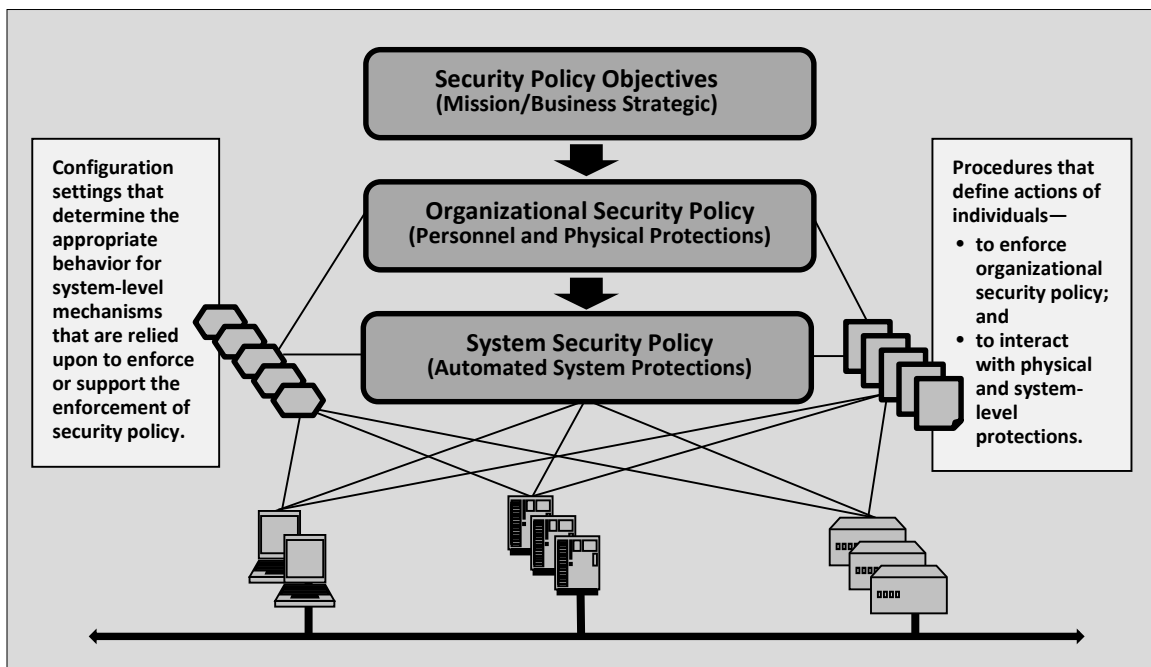 Security Policy Objectives
(Mission/Business Strategic)
Configuration
settings that
determine the
appropriate
behavior for
system-level
mechanisms
that are relied
upon to enforce
or support the
enforcement of
security policy.
Organizational Security Policy
(Personnel and Physical Protections)
System Security Policy
(Automated System Protections)
Procedures that
define actions of
individuals—
• to enforce
organizational
security policy;
and
• to interact
with physical
and system-
level
protections.